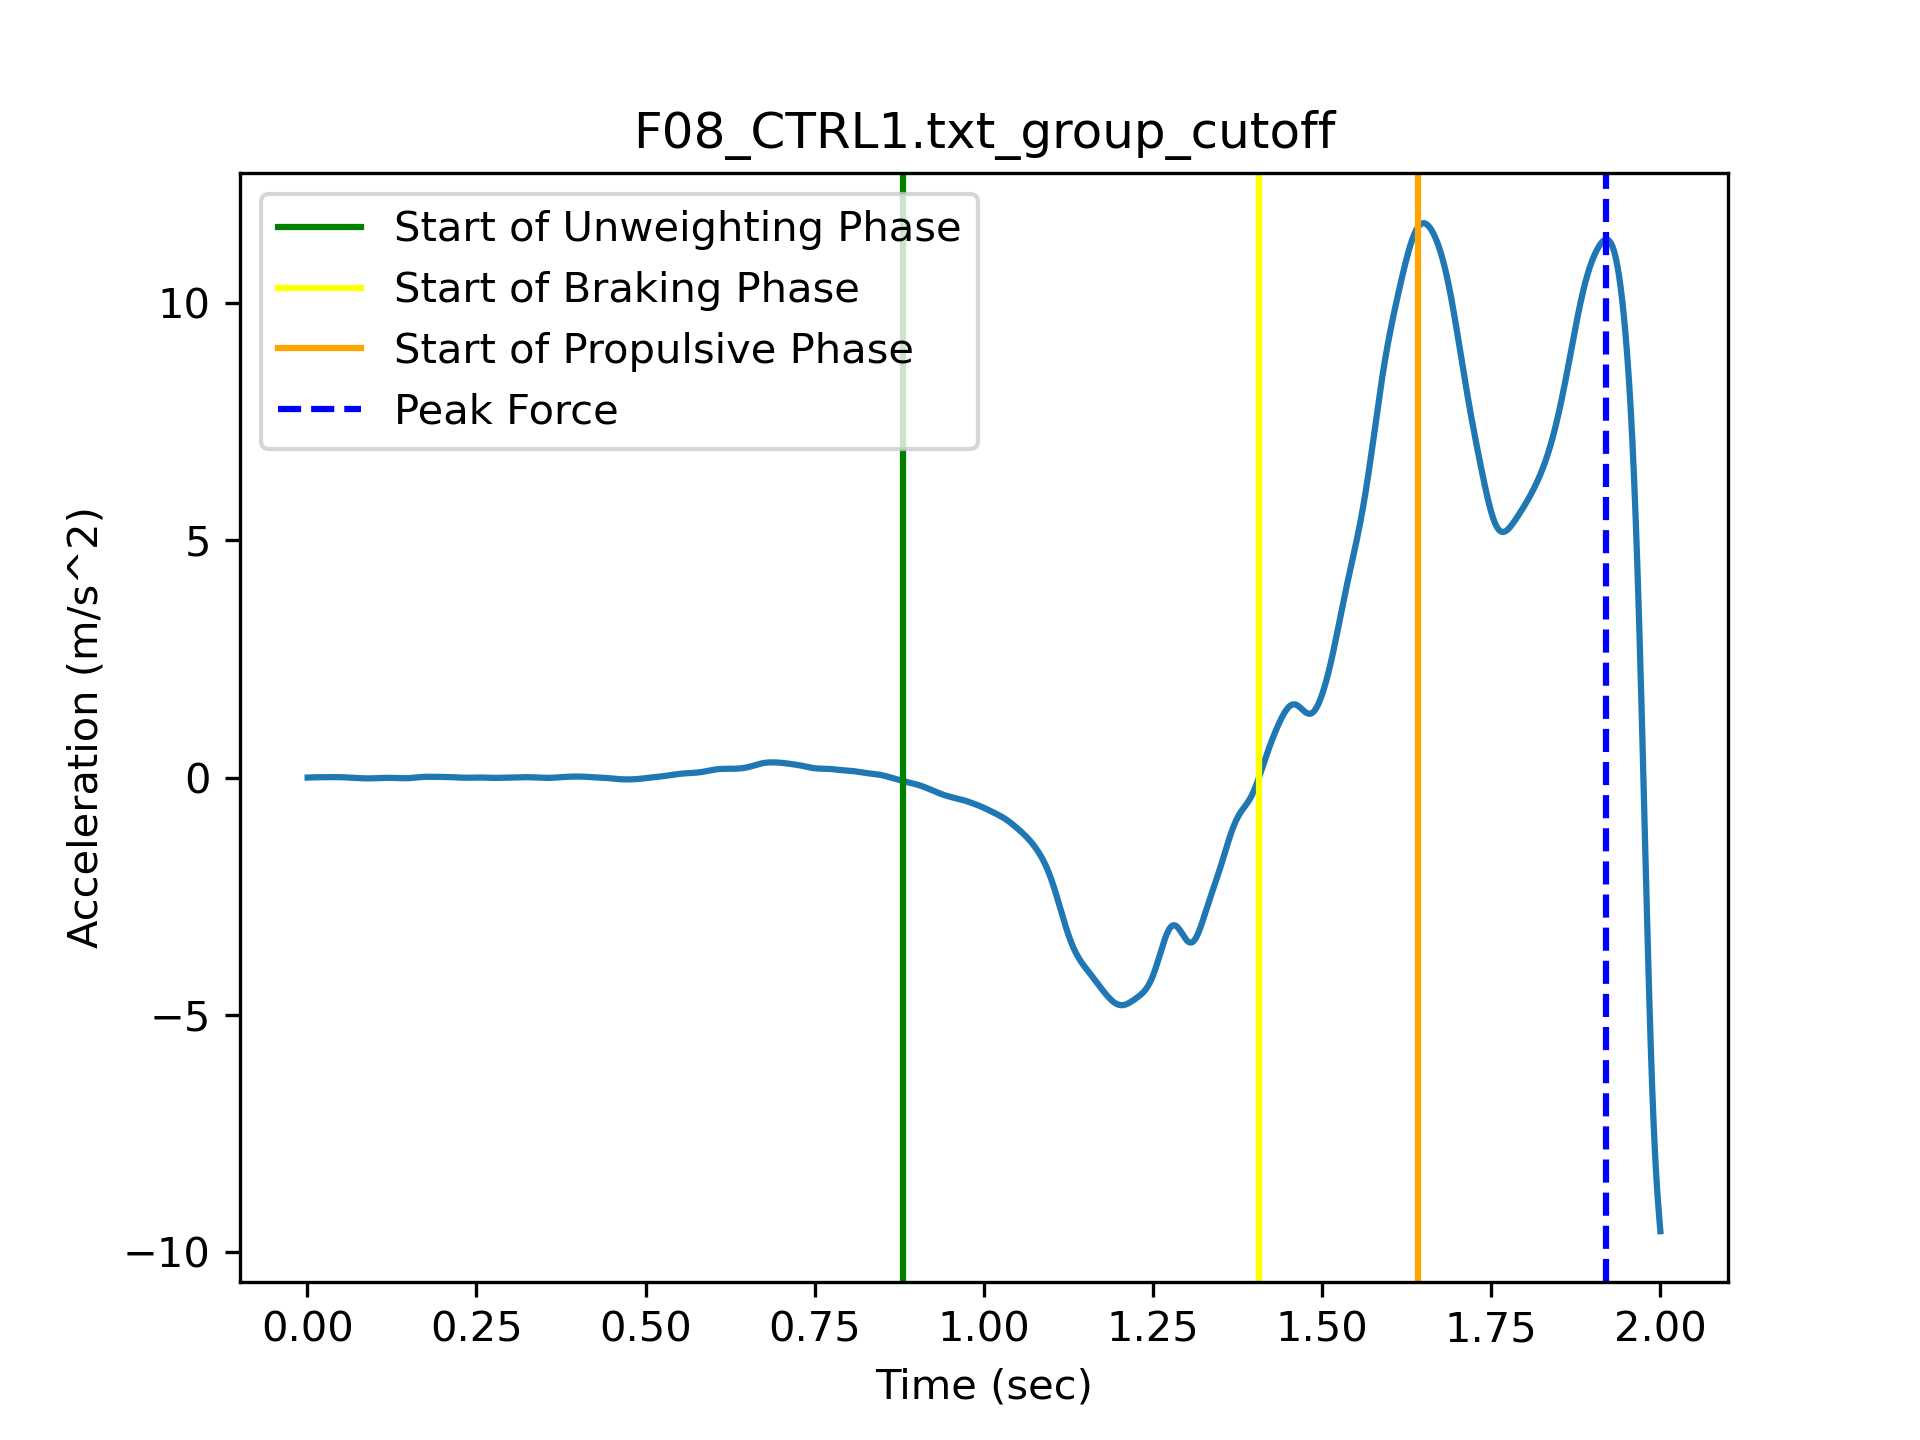 F08_CTRL1.txt_group_cutoff
Start of Unweighting Phase
Start of Braking Phase
Start of Propulsive Phase
Peak Force
Acceleration (m/s^2)
10
5
0
−5
−10
0.00 0.25 0.50 0.75 1.00 1.25 1.50 1.75 2.00
Time (sec)